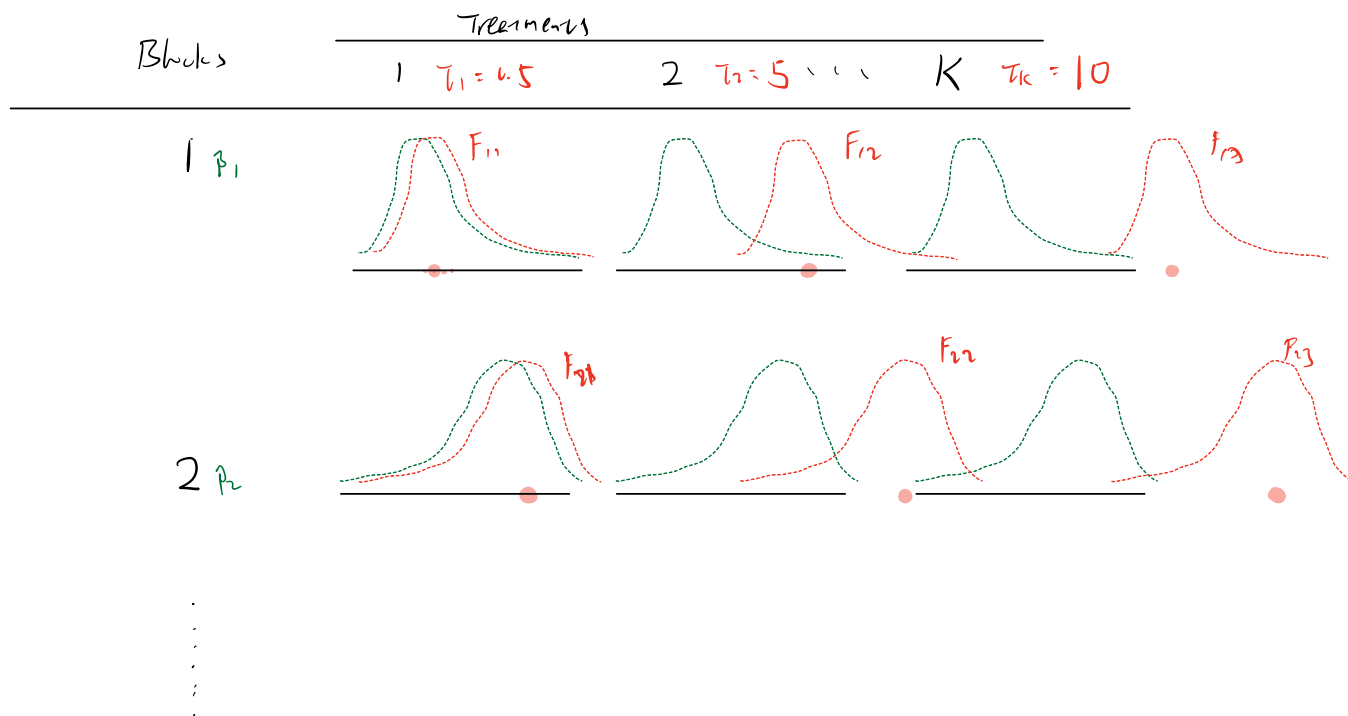 Treatments
Blocks
1 τ₁ = 0.5 2 τ₂ = 5 ... K τₖ = 10
1 β₁ F₁₁ F₁₂ F₁₃
2 β₂ F₂₁ F₂₂ F₂₃